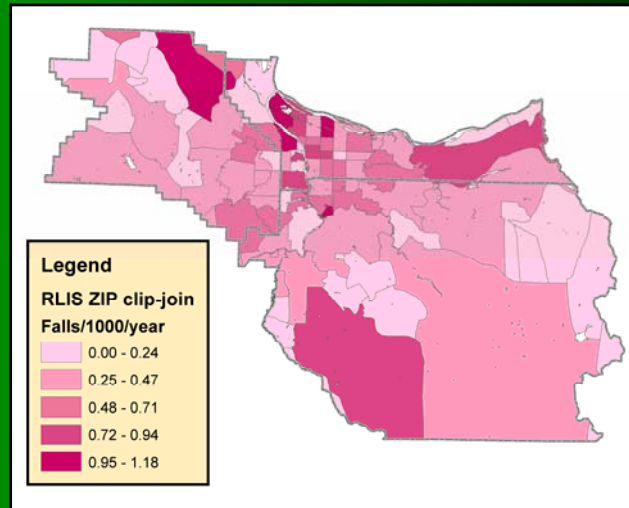 Legend
RLIS ZIP clip-join
Falls/1000/year
0.00 - 0.24
0.25 - 0.47
0.48 - 0.71
0.72 - 0.94
0.95 - 1.18